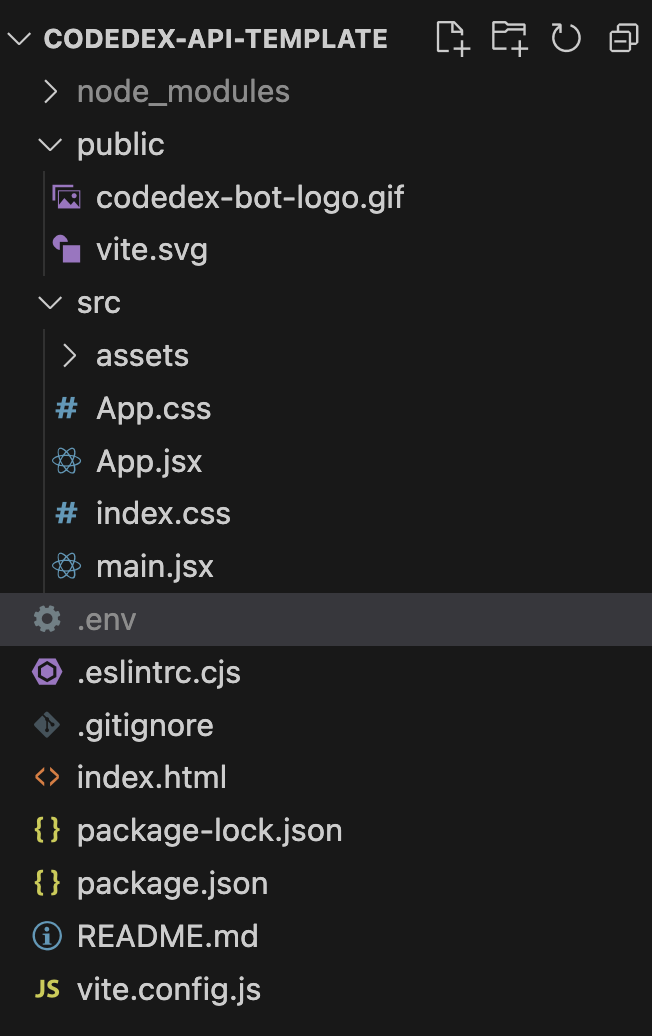 CODEDEX-API-TEMPLATE
node_modules
public
codedex-bot-logo.gif
vite.svg
src
assets
# App.css
App.jsx
# index.css
main.jsx
.env
.eslintrc.cjs
.gitignore
<> index.html
{} package-lock.json
{} package.json
README.md
JS vite.config.js